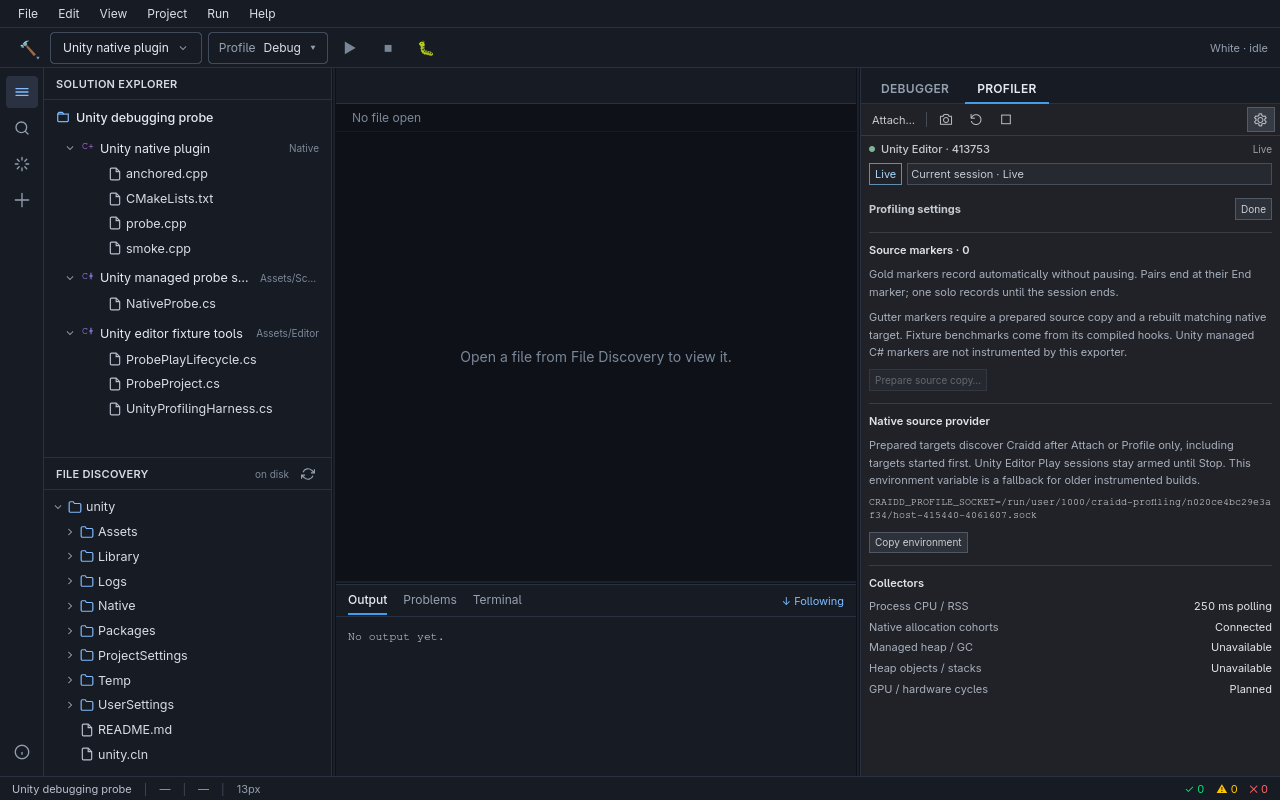 File Edit View Project Run Help
Unity native plugin
Profile Debug
White · idle
SOLUTION EXPLORER
Unity debugging probe
C+ Unity native plugin Native
anchored.cpp
CMakeLists.txt
probe.cpp
smoke.cpp
C# Unity managed probe s... Assets/Sc...
NativeProbe.cs
C# Unity editor fixture tools Assets/Editor
ProbePlayLifecycle.cs
ProbeProject.cs
UnityProfilingHarness.cs
FILE DISCOVERY on disk
unity
Assets
Library
Logs
Native
Packages
ProjectSettings
Temp
UserSettings
README.md
unity.cln
No file open
Open a file from File Discovery to view it.
Output Problems Terminal ↓ Following
No output yet.
DEBUGGER PROFILER
Attach...
Unity Editor · 413753 Live
Live Current session · Live
Profiling settings Done
Source markers · 0
Gold markers record automatically without pausing. Pairs end at their End
marker; one solo records until the session ends.
Gutter markers require a prepared source copy and a rebuilt matching native
target. Fixture benchmarks come from its compiled hooks. Unity managed
C# markers are not instrumented by this exporter.
Prepare source copy...
Native source provider
Prepared targets discover Craidd after Attach or Profile only, including
targets started first. Unity Editor Play sessions stay armed until Stop. This
environment variable is a fallback for older instrumented builds.
CRAIDD_PROFILE_SOCKET=/run/user/1000/craidd-profiling/n020ce4bc29e3a
f34/host-415440-4061607.sock
Copy environment
Collectors
Process CPU / RSS 250 ms polling
Native allocation cohorts Connected
Managed heap / GC Unavailable
Heap objects / stacks Unavailable
GPU / hardware cycles Planned
Unity debugging probe — — 13px
0 0 0